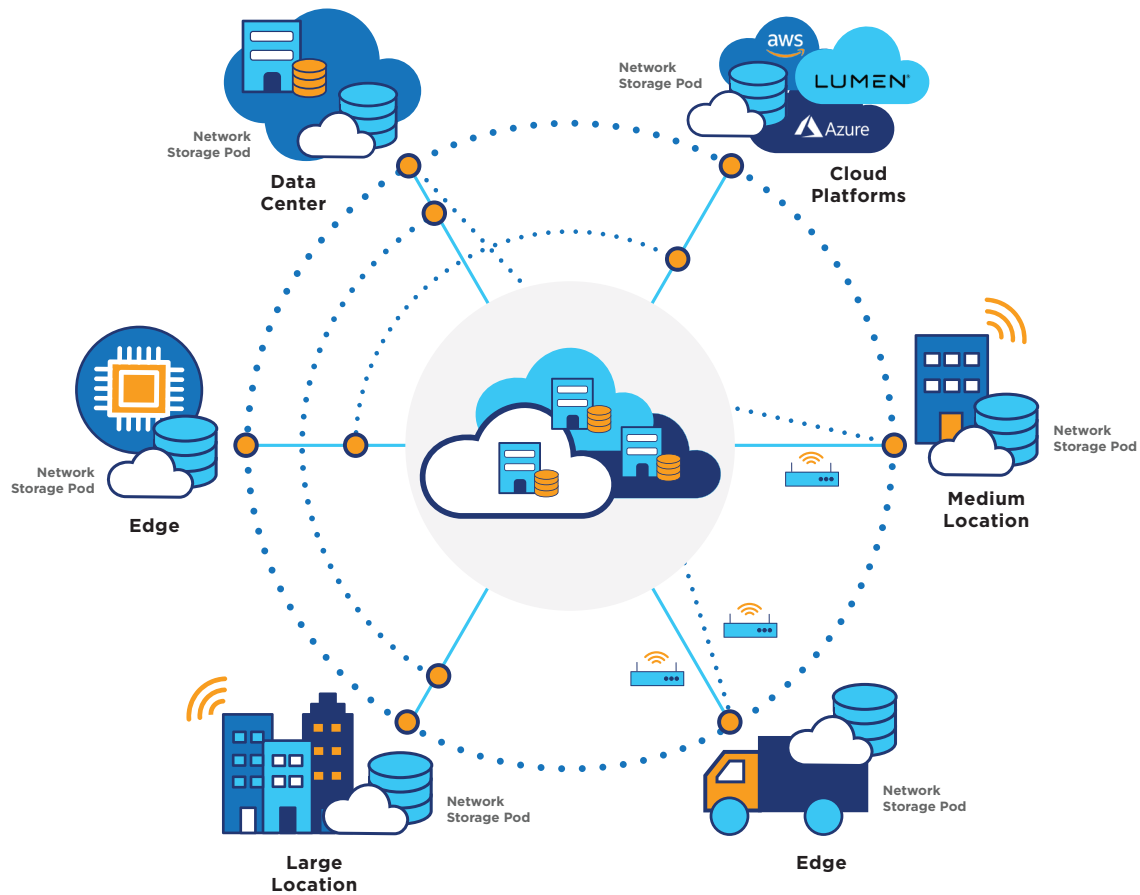 Network
Storage Pod
Data
Center
Network
Storage Pod
aws
LUMEN®
Azure
Cloud
Platforms
Network
Storage Pod
Edge
Network
Storage Pod
Medium
Location
Network
Storage Pod
Large
Location
Network
Storage Pod
Edge